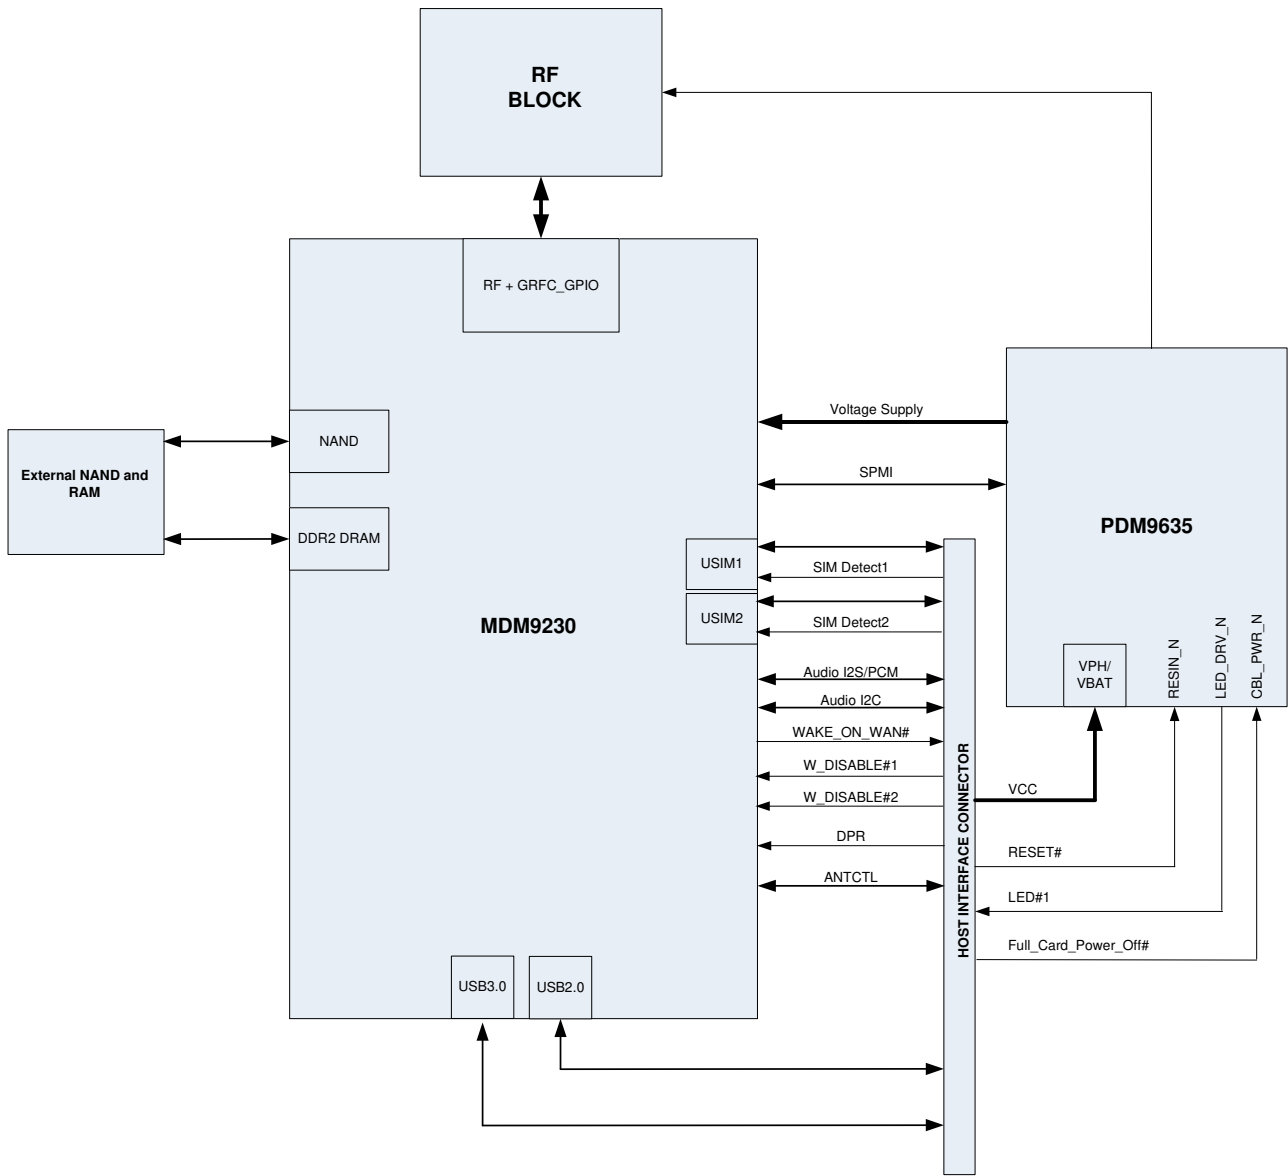 RF
BLOCK
RF + GRFC_GPIO
Voltage Supply
NAND
External NAND and
RAM
SPMI
PDM9635
DDR2 DRAM
USIM1
SIM Detect1
USIM2
SIM Detect2
MDM9230
VPH/
VBAT
RESIN_N
LED_DRV_N
CBL_PWR_N
Audio I2S/PCM
Audio I2C
WAKE_ON_WAN#
W_DISABLE#1
W_DISABLE#2
DPR
ANTCTL
HOST INTERFACE CONNECTOR
VCC
RESET#
LED#1
Full_Card_Power_Off#
USB3.0
USB2.0